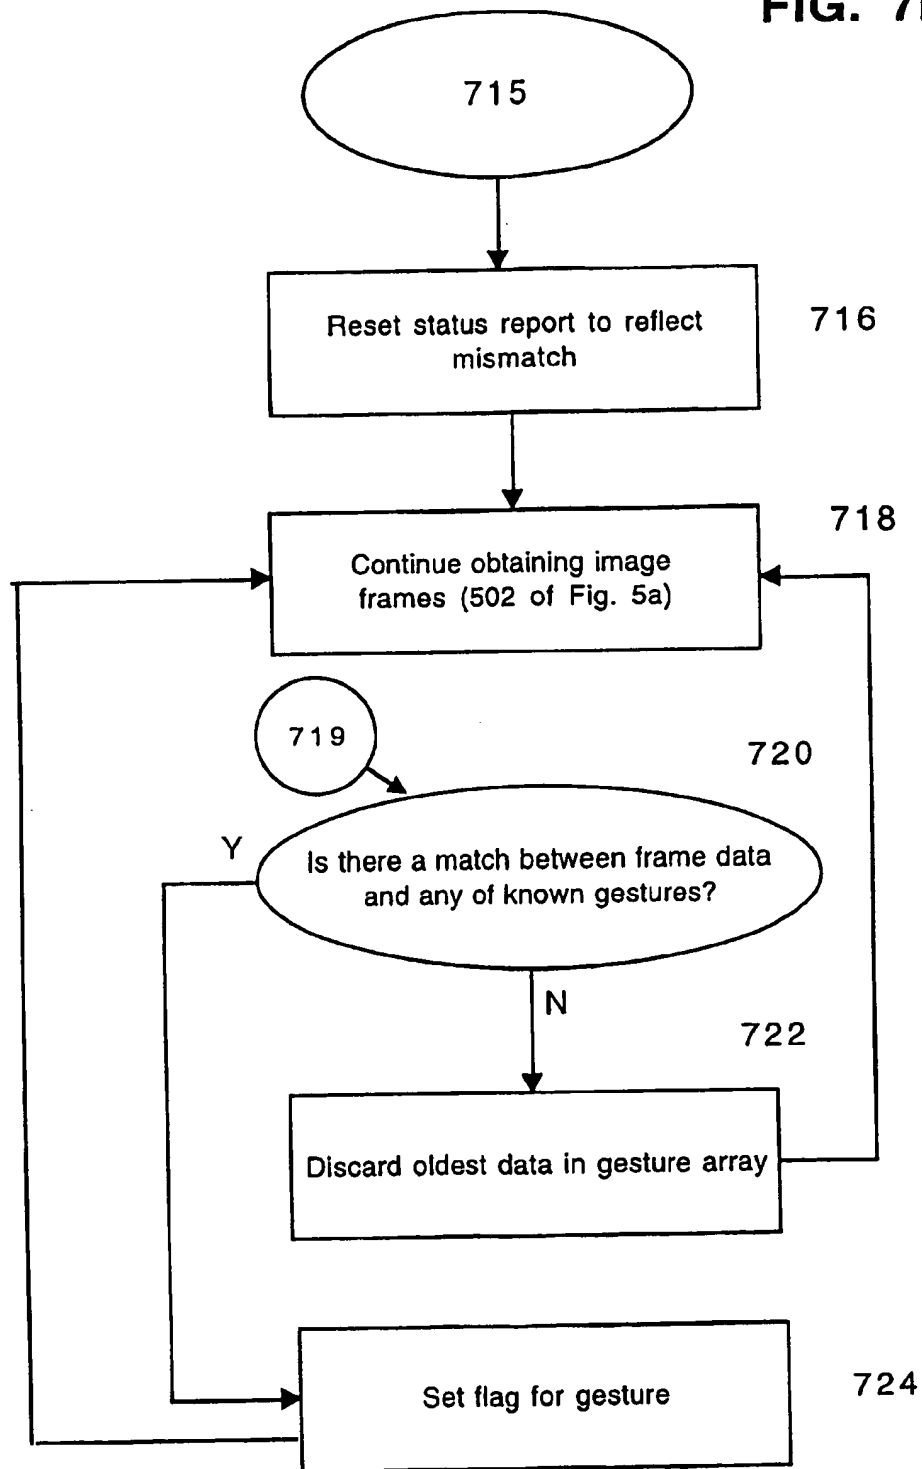 FIG. 7
715
Reset status report to reflect
mismatch
716
718
Continue obtaining image
frames (502 of Fig. 5a)
719
720
Y
Is there a match between frame data
and any of known gestures?
N
722
Discard oldest data in gesture array
Set flag for gesture
724